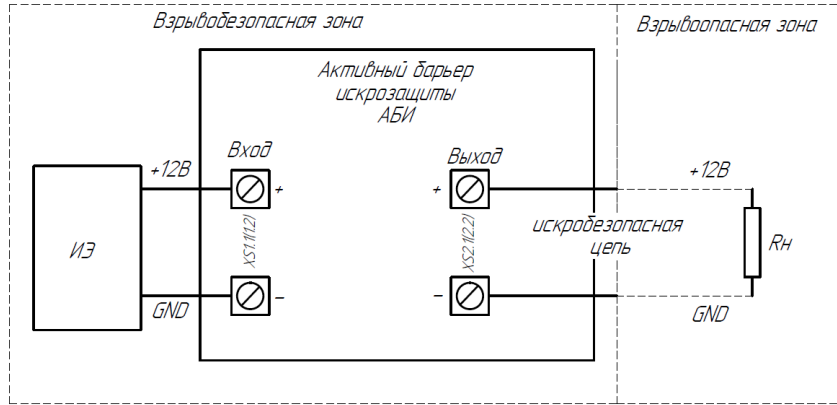 Взрывобезопасная зона
Взрывоопасная зона
Активный барьер
искрозащиты
АБИ
Вход
Выход
+12В
+
+
+12В
ИЭ
XS1.1(1.2)
XS2.1(2.2)
искробезопасная
цепь
Rн
GND
−
−
GND